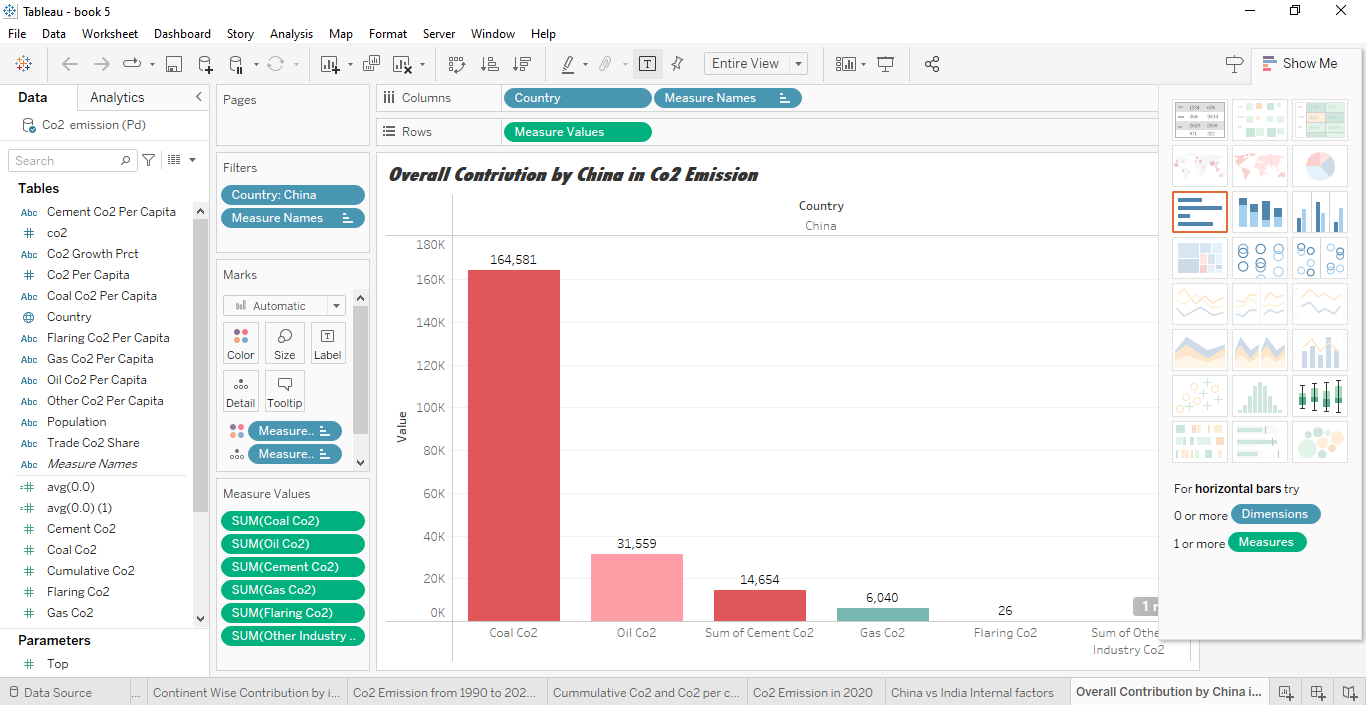 Tableau - book 5
File Data Worksheet Dashboard Story Analysis Map Format Server Window Help
Entire View
Show Me
Data Analytics
Co2 emission (Pd)
Search
Tables
Abc Cement Co2 Per Capita
# co2
Abc Co2 Growth Prct
# Co2 Per Capita
Abc Coal Co2 Per Capita
Country
Abc Flaring Co2 Per Capita
Abc Gas Co2 Per Capita
Abc Oil Co2 Per Capita
Abc Other Co2 Per Capita
Abc Population
Abc Trade Co2 Share
Abc Measure Names
=# avg(0.0)
=# avg(0.0) (1)
# Cement Co2
# Coal Co2
# Cumulative Co2
# Flaring Co2
# Gas Co2
Parameters
# Top
Pages
Filters
Country: China
Measure Names
Marks
Automatic
Color Size Label
Detail Tooltip
Measure..
Measure..
Measure Values
SUM(Coal Co2)
SUM(Oil Co2)
SUM(Cement Co2)
SUM(Gas Co2)
SUM(Flaring Co2)
SUM(Other Industry ..
Columns Country Measure Names
Rows Measure Values
Overall Contriution by China in Co2 Emission
Country
China
Value
180K
160K
140K
120K
100K
80K
60K
40K
20K
0K
164,581
31,559
14,654
6,040
26
1
Coal Co2 Oil Co2 Sum of Cement Co2 Gas Co2 Flaring Co2 Sum of Othe
Industry Co2
For horizontal bars try
0 or more Dimensions
1 or more Measures
Data Source ... Continent Wise Contribution by i... Co2 Emission from 1990 to 202... Cummulative Co2 and Co2 per c... Co2 Emission in 2020 China vs India Internal factors Overall Contribution by China i...